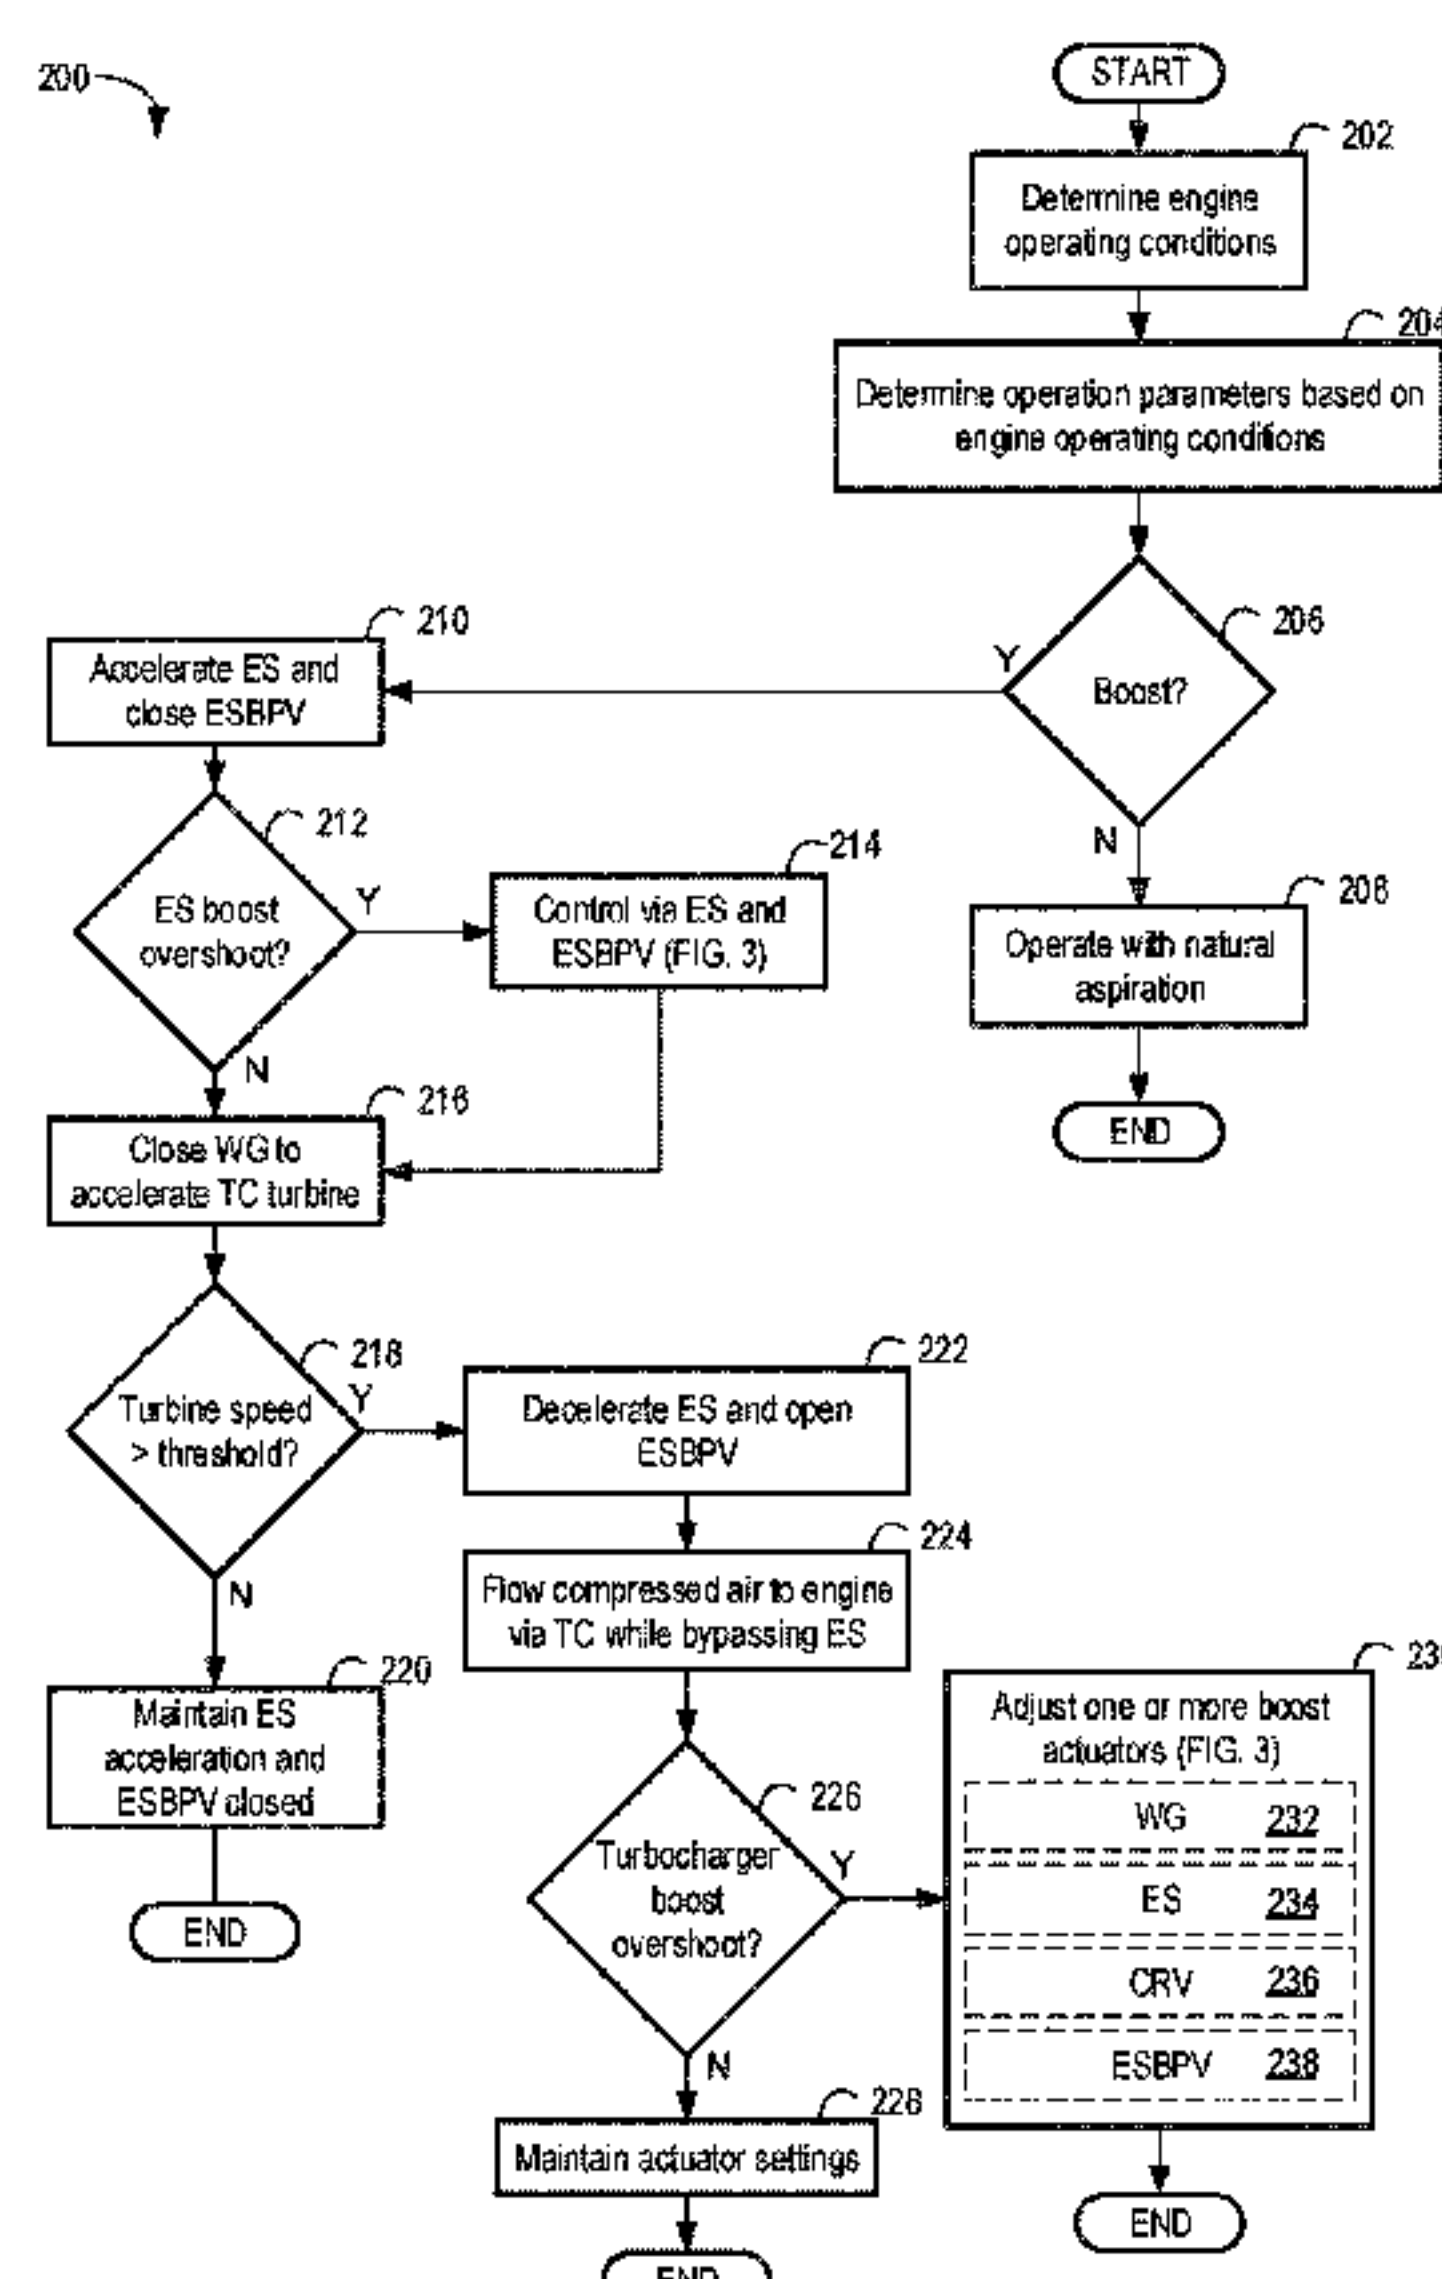 200
START
202
Determine engine
operating conditions
204
Determine operation parameters based on
engine operating conditions
206
Boost?
Y
N
210
Accelerate ES and
close ESBPV
212
ES boost
overshoot?
Y
N
214
Control via ES and
ESBPV (FIG. 3)
208
Operate with natural
aspiration
END
216
Close WG to
accelerate TC turbine
218
Turbine speed
> threshold?
Y
N
222
Decelerate ES and open
ESBPV
224
Flow compressed air to engine
via TC while bypassing ES
220
Maintain ES
acceleration and
ESBPV closed
END
226
Turbocharger
boost
overshoot?
Y
N
Adjust one or more boost
actuators (FIG. 3)
WG 232
ES 234
CRV 236
ESBPV 238
END
228
Maintain actuator settings
END